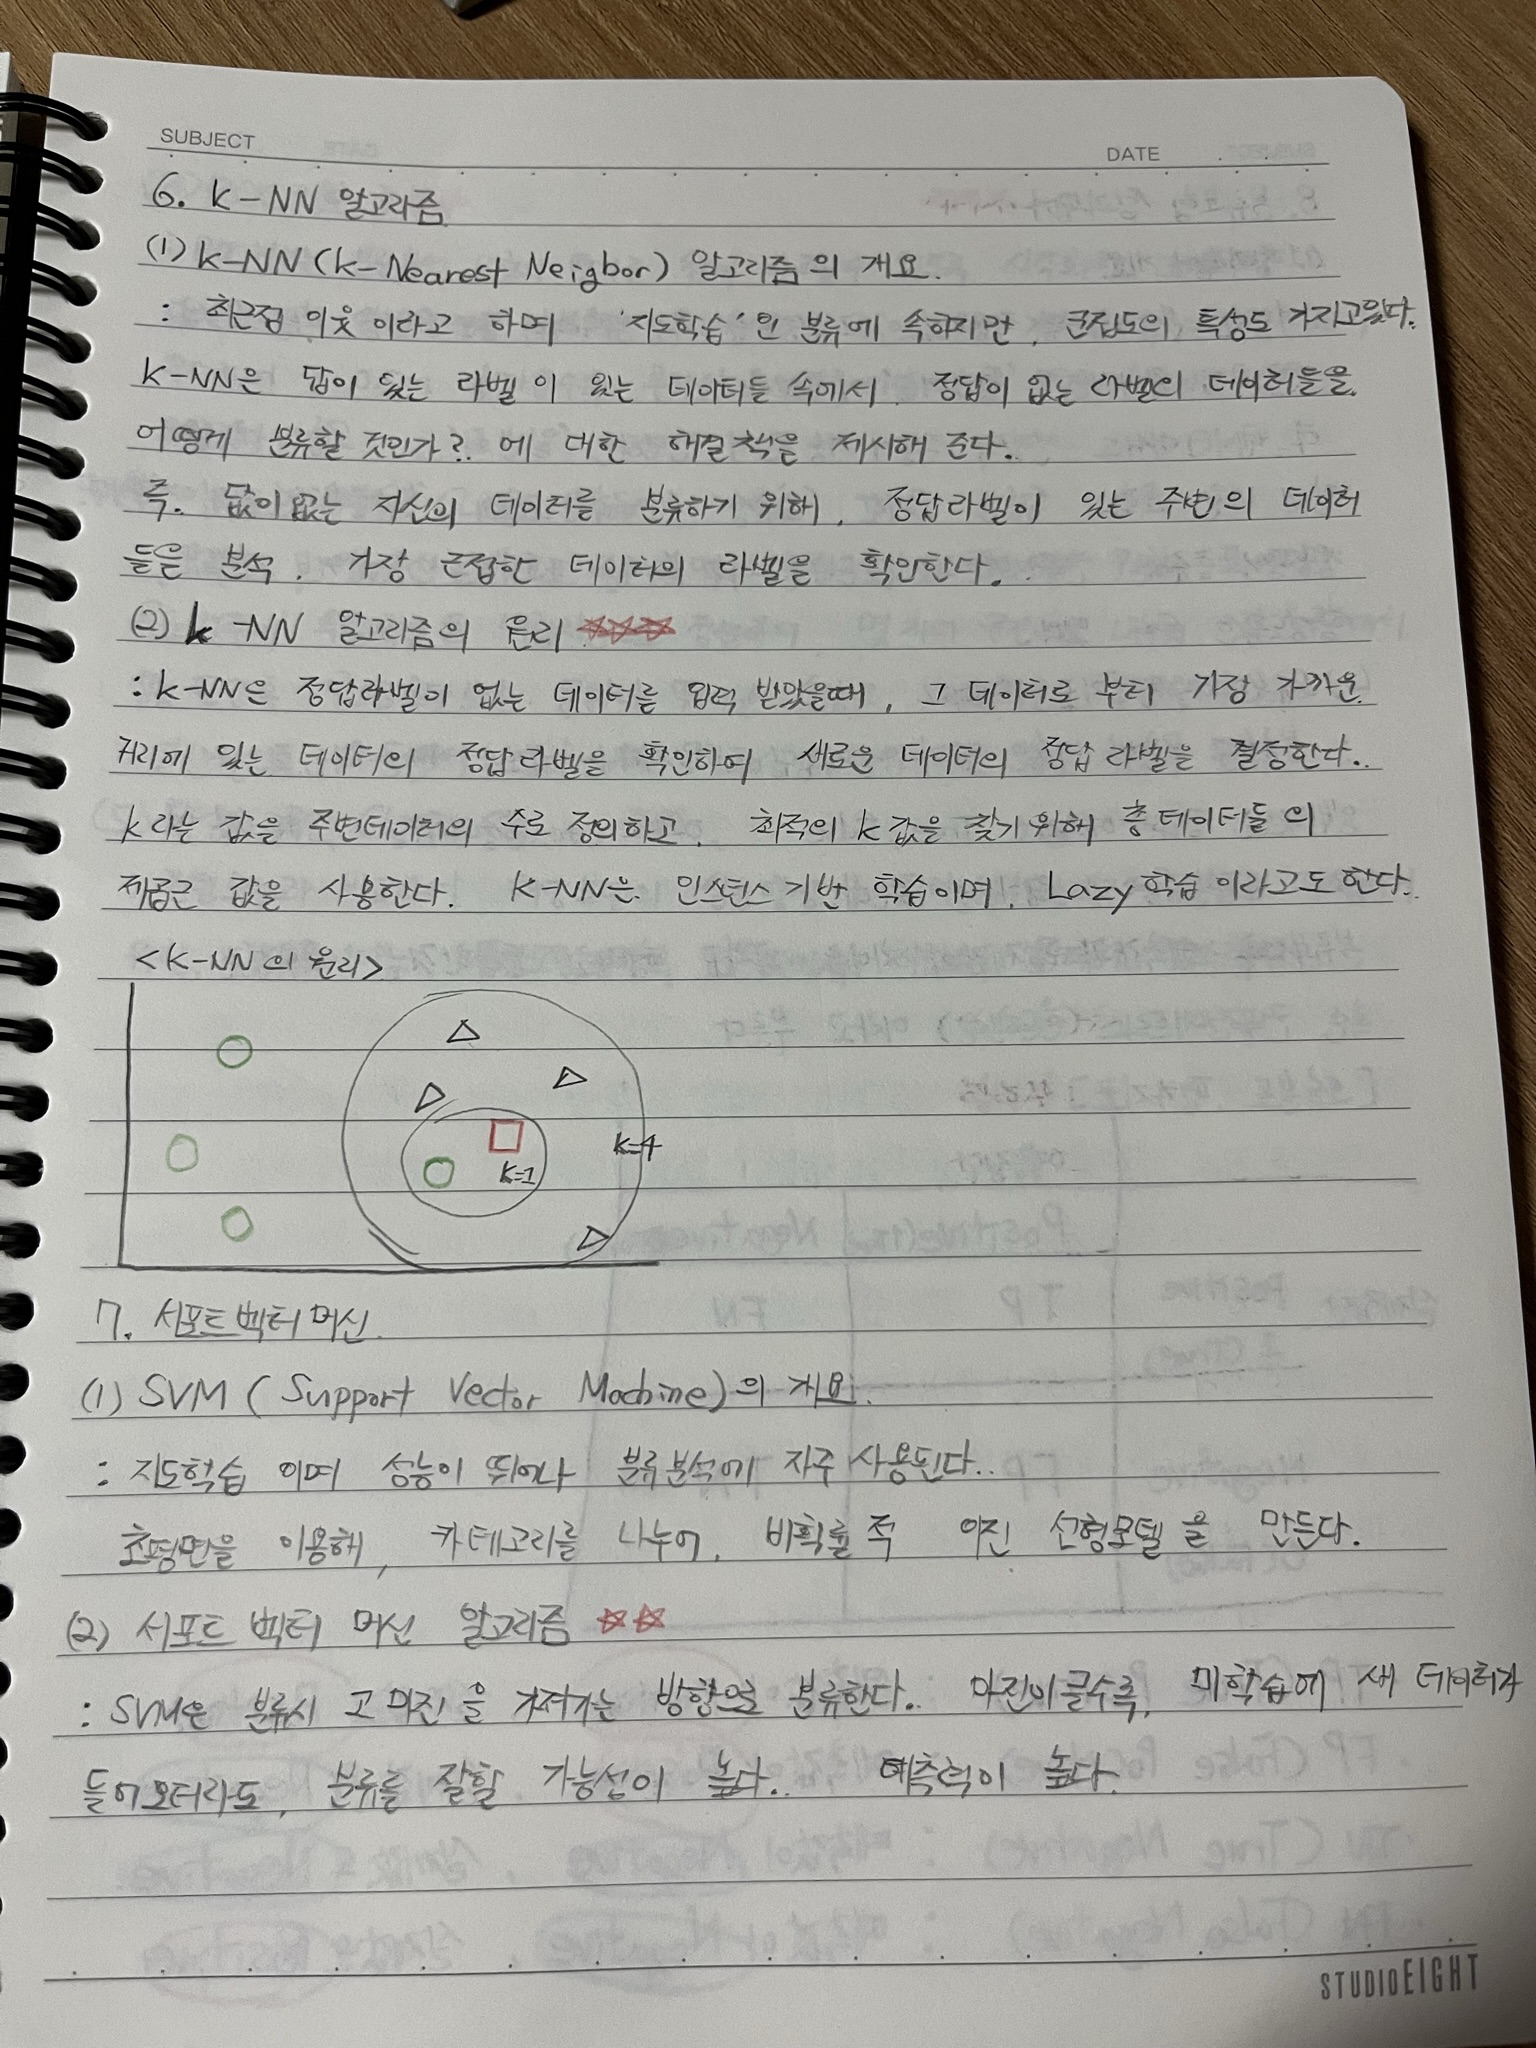 SUBJECT
DATE
6. K-NN 알고리즘
(1) K-NN (K-Nearest Neigbor) 알고리즘의 개요.
: 최근접 이웃 이라고 하며 '지도학습'인 분류에 속하지만, 군집도의 특성도 가지고있다.
K-NN은 답이 있는 라벨이 있는 데이터들 속에서. 정답이 없는 라벨의 데이터들을
어떻게 분류할 것인가?. 에 대한 해결책을 제시해 준다.
즉. 답이 없는 자신의 데이터를 분류하기 위해, 정답라벨이 있는 주변의 데이터
들을 분석. 가장 근접한 데이터의 라벨을 확인한다.
(2) k-NN 알고리즘의 원리 ☆☆☆
: K-NN은 정답라벨이 없는 데이터를 입력 받았을때, 그 데이터로 부터 가장 가까운
거리에 있는 데이터의 정답라벨을 확인하여 새로운 데이터의 정답 라벨을 결정한다..
K라는 값을 주변데이터의 수로 정의하고, 최적의 K값을 찾기 위해 총 데이터들의
제곱근 값을 사용한다. K-NN은 인스턴스 기반 학습이며, Lazy 학습 이라고도 한다.
<K-NN의 원리>
K=4
K=1
7. 서포트 벡터 머신
(1) SVM ( Support Vector Machine)의 개요.
: 지도학습 이며 성능이 뛰어나 분류분석에 자주 사용된다..
초평면을 이용해, 카테고리를 나누어, 비확률적 이진 선형모델을 만든다.
(2) 서포트 벡터 머신 알고리즘 ☆☆
: SVM은 분류시 고 마진을 가져가는 방향으로 분류한다.. 마진이 클수록, 미학습에 새 데이터가
들어오더라도, 분류를 잘할 가능성이 높다.. 예측력이 높다.
STUDIOEIGHT